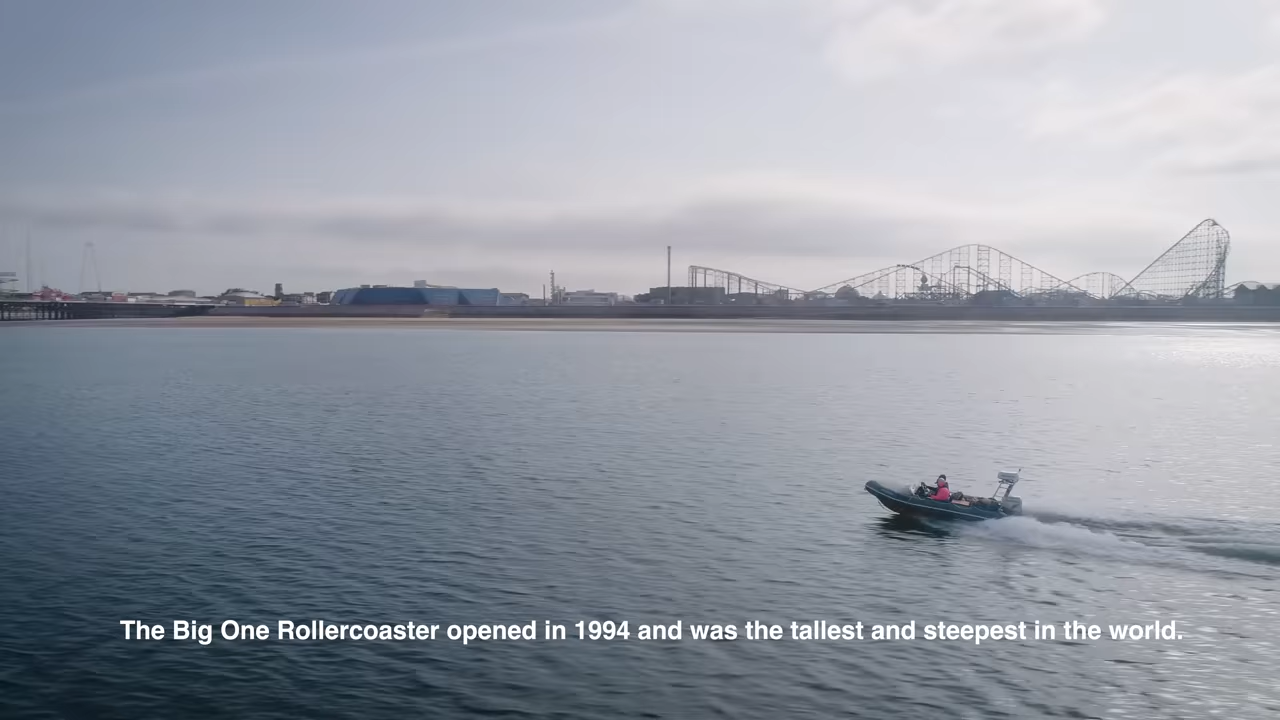 The Big One Rollercoaster opened in 1994 and was the tallest and steepest in the world.